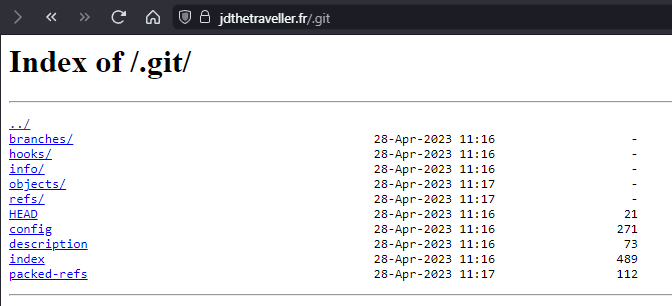 jdthetraveller.fr/.git
Index of /.git/
../
branches/ 28-Apr-2023 11:16 -
hooks/ 28-Apr-2023 11:16 -
info/ 28-Apr-2023 11:16 -
objects/ 28-Apr-2023 11:17 -
refs/ 28-Apr-2023 11:17 -
HEAD 28-Apr-2023 11:16 21
config 28-Apr-2023 11:16 271
description 28-Apr-2023 11:16 73
index 28-Apr-2023 11:16 489
packed-refs 28-Apr-2023 11:17 112